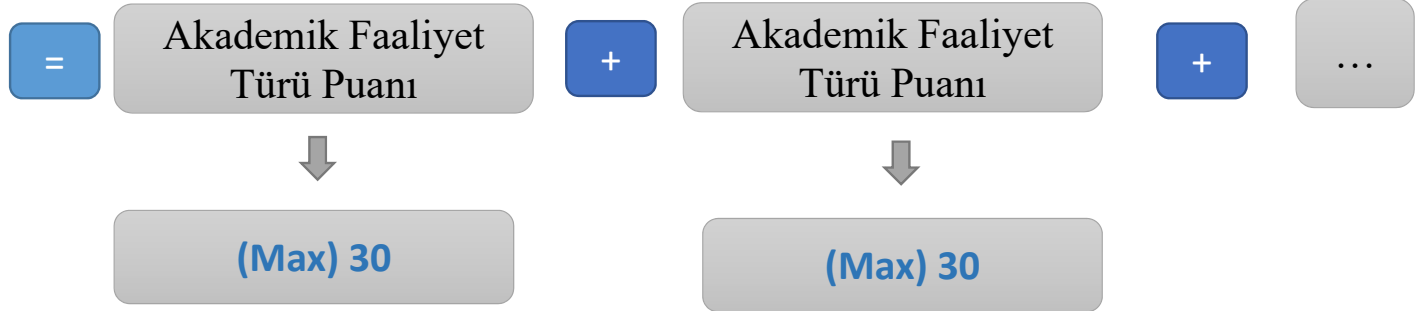 =
Akademik Faaliyet
Türü Puanı
+
Akademik Faaliyet
Türü Puanı
+
...
(Max) 30
(Max) 30